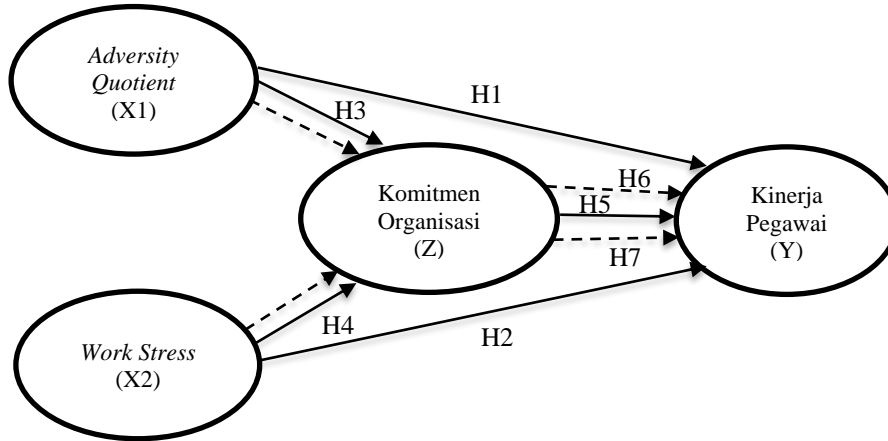 Adversity
Quotient
(X1)
H1
H3
Komitmen
Organisasi
(Z)
H6
H5
H7
Kinerja
Pegawai
(Y)
Work Stress
(X2)
H4
H2